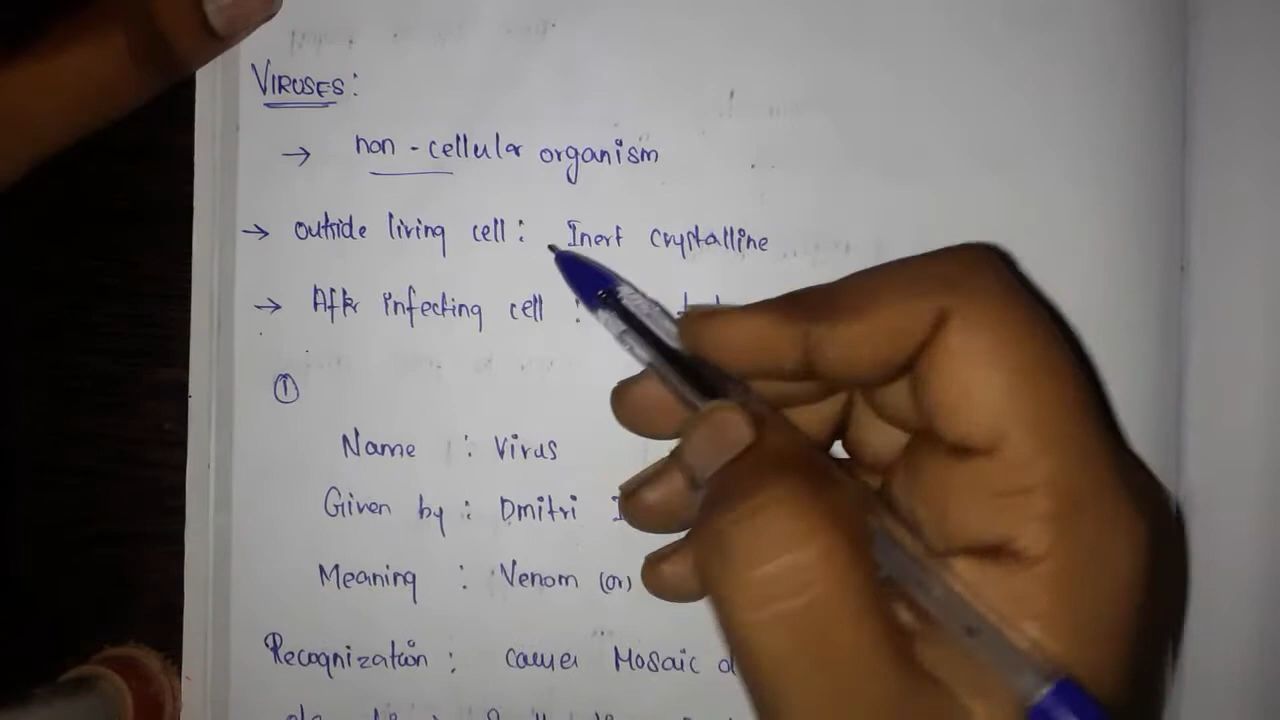 VIRUSES:
→ non-cellular organism
→ outside living cell: Inert crystalline
→ After infecting cell :
①
Name : Virus
Given by : Dmitri
Meaning : Venom (or)
Recognization : causes Mosaic